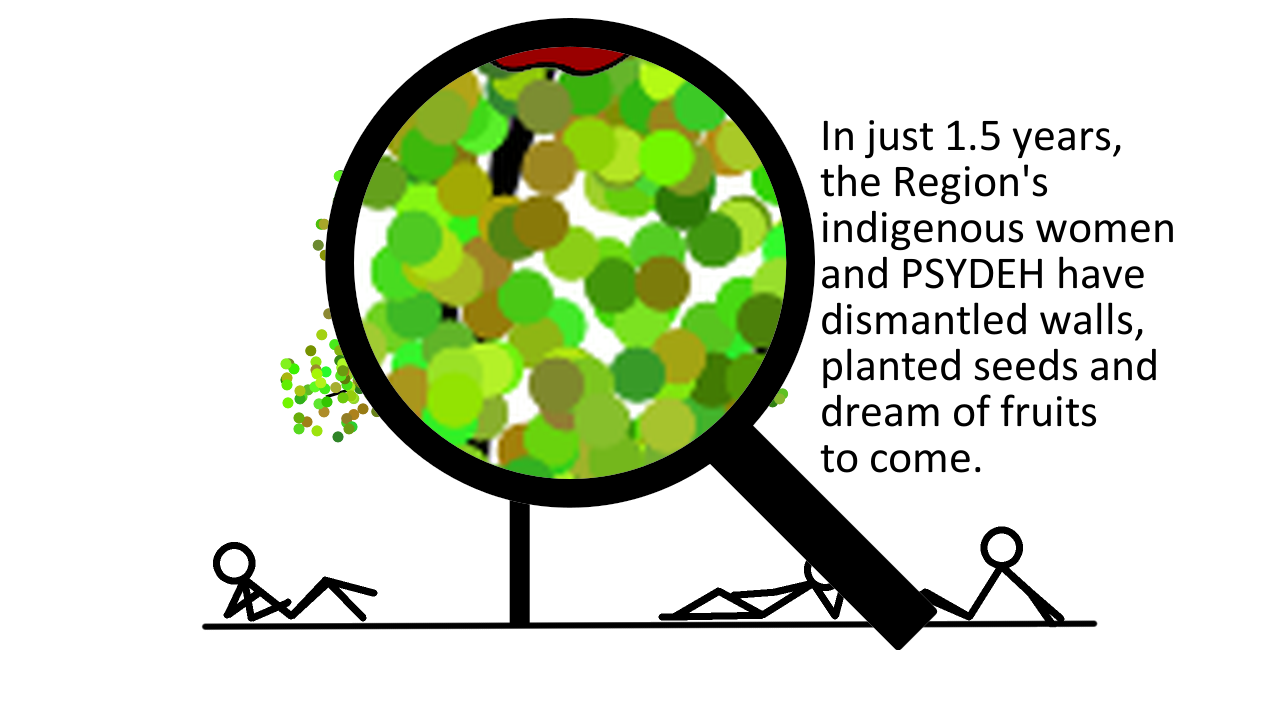 In just 1.5 years,
the Region's
indigenous women
and PSYDEH have
dismantled walls,
planted seeds and
dream of fruits
to come.